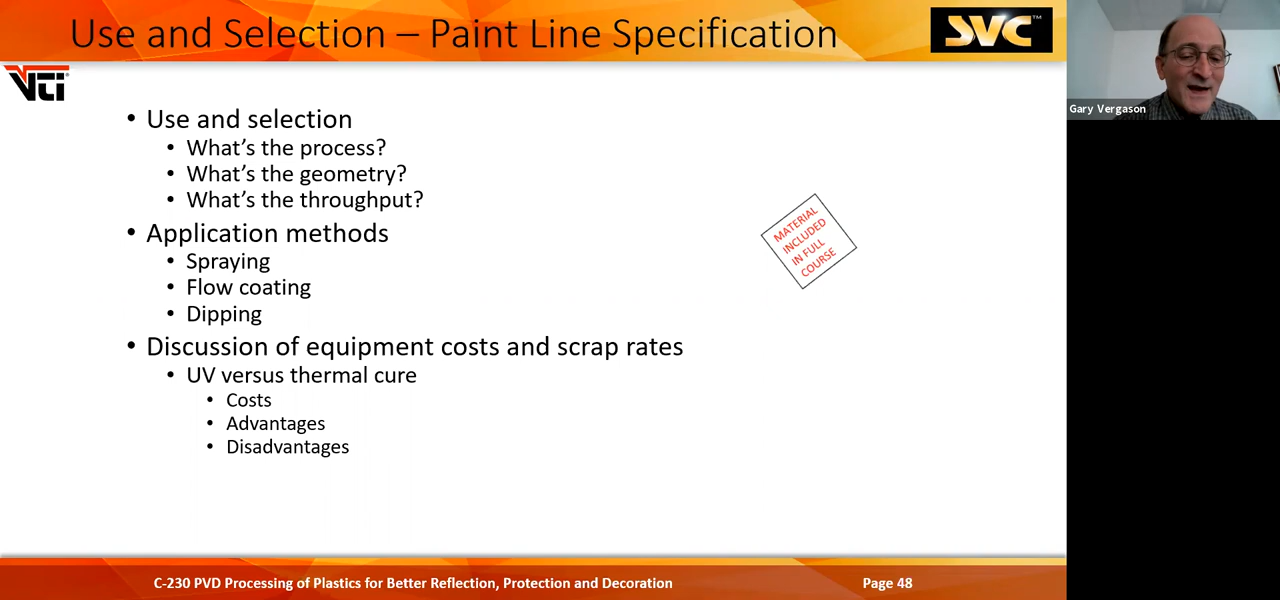 Use and Selection – Paint Line Specification
SVC™
VTI
Gary Vergason
• Use and selection
• What's the process?
• What's the geometry?
• What's the throughput?
• Application methods
• Spraying
• Flow coating
• Dipping
• Discussion of equipment costs and scrap rates
• UV versus thermal cure
• Costs
• Advantages
• Disadvantages
MATERIAL
INCLUDED
IN FULL
COURSE
C-230 PVD Processing of Plastics for Better Reflection, Protection and Decoration
Page 48